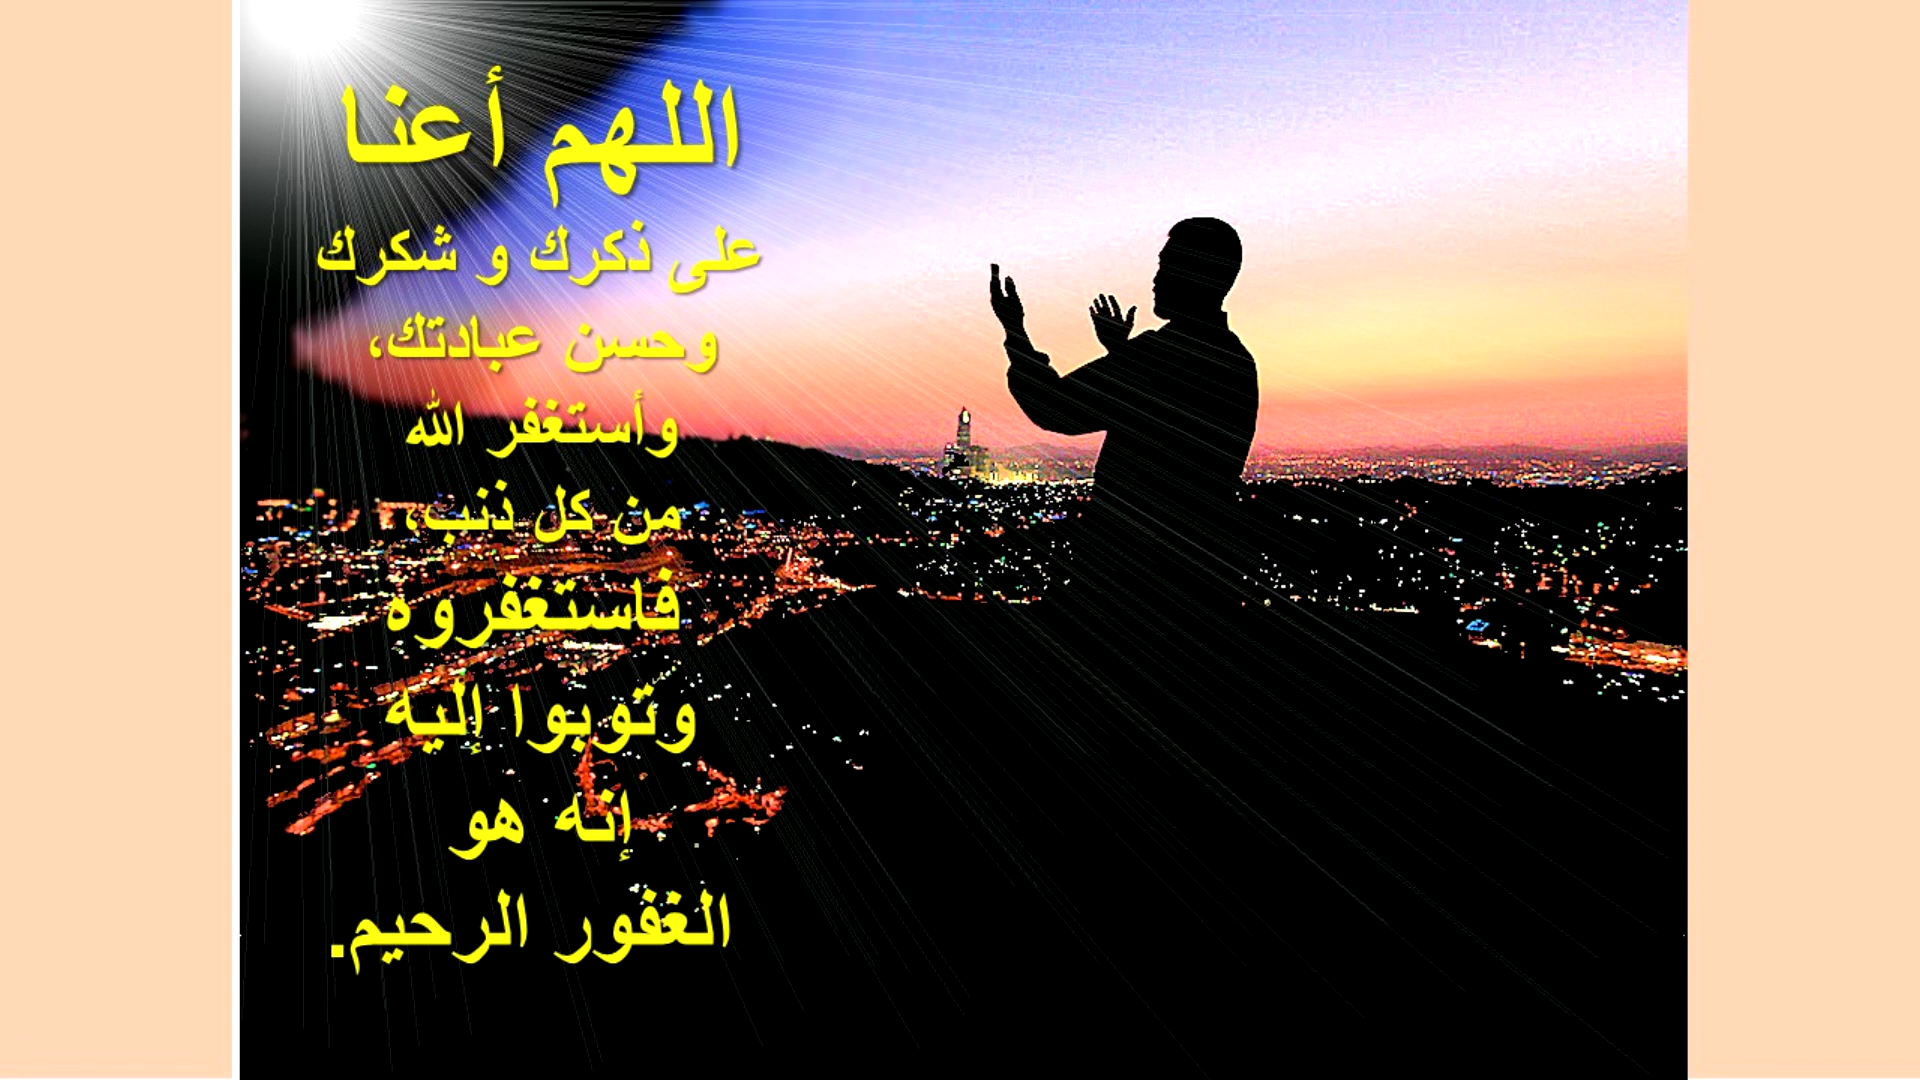 اللهم أعنا
على ذكرك و شكرك
وحسن عبادتك،
وأستغفر الله
من كل ذنب،
فاستغفروه
وتوبوا إليه
إنه هو
الغفور الرحيم.